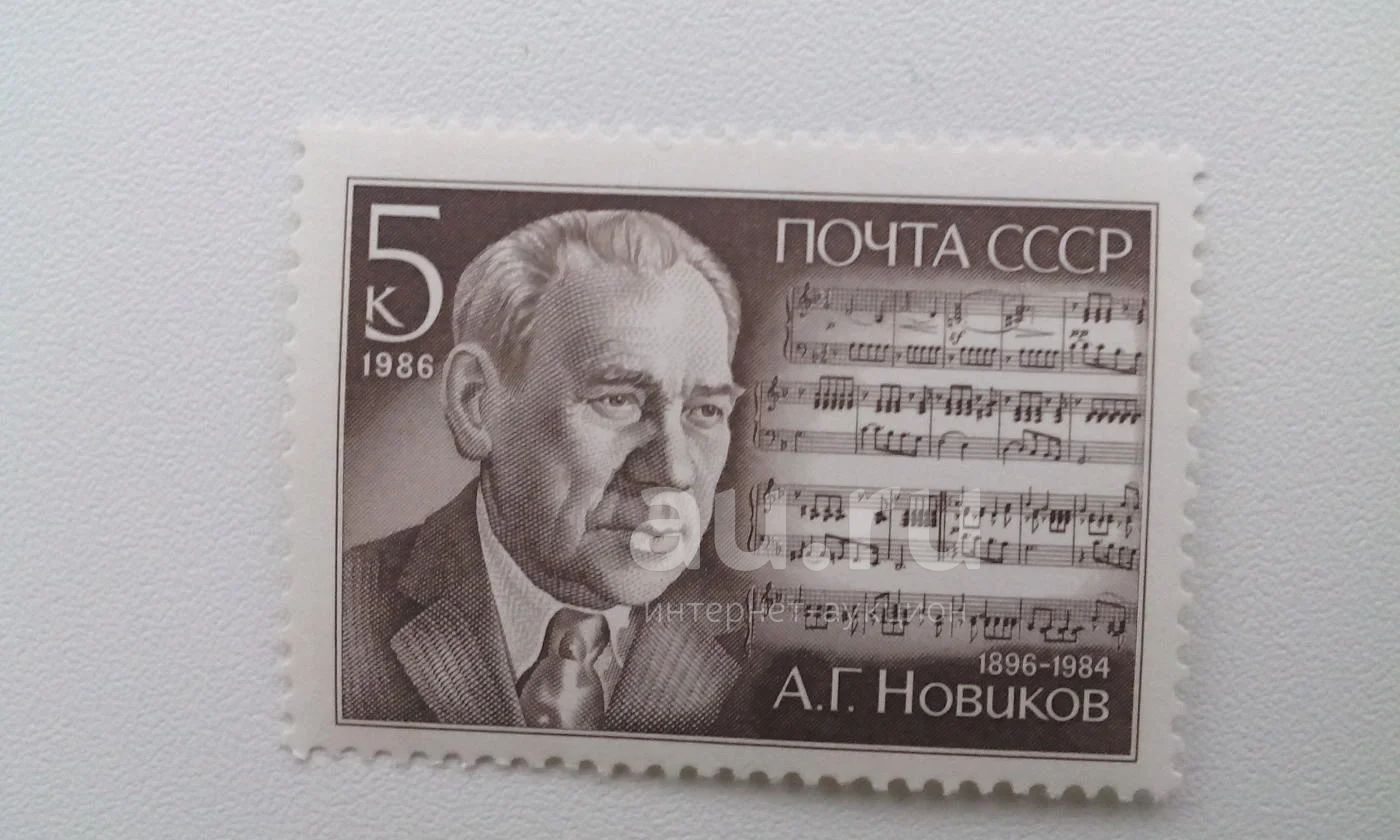 5
к
1986
ПОЧТА СССР
au.ru
интернет-аукцион
1896-1984
А.Г. Новиков